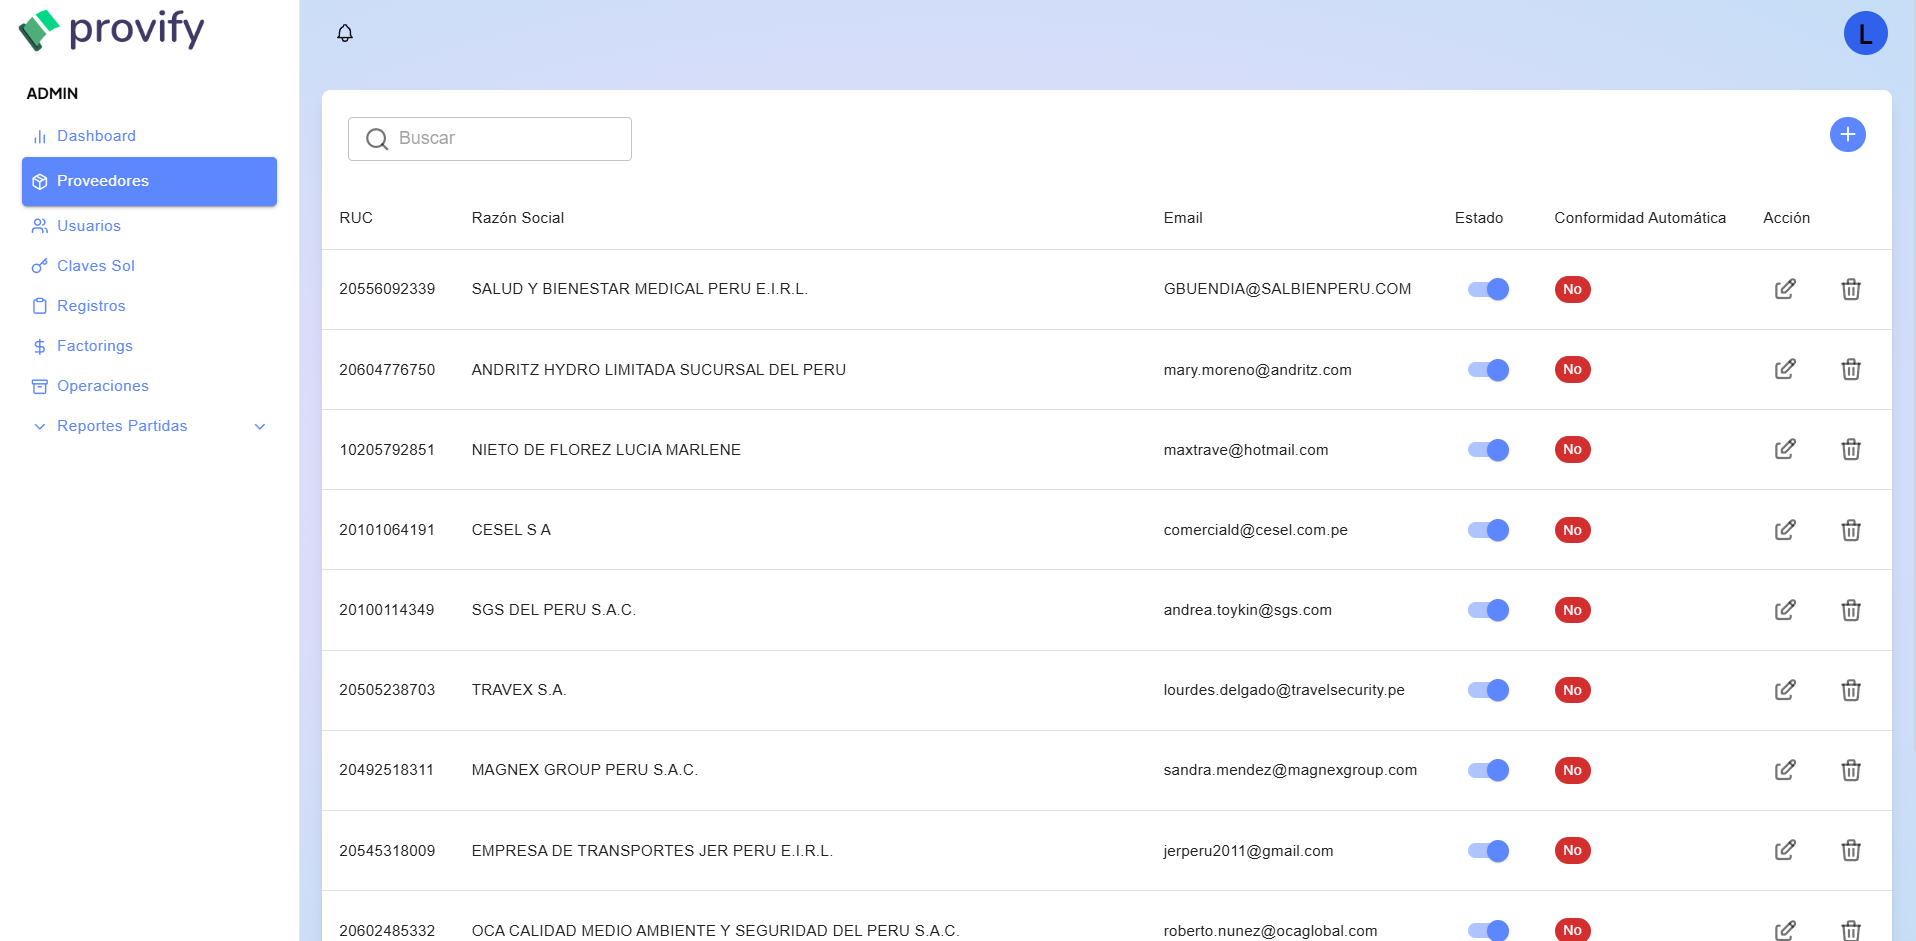 provify
L
ADMIN
Dashboard
Proveedores
Usuarios
Claves Sol
Registros
Factorings
Operaciones
Reportes Partidas
Buscar
RUC Razón Social Email Estado Conformidad Automática Acción
20556092339 SALUD Y BIENESTAR MEDICAL PERU E.I.R.L. GBUENDIA@SALBIENPERU.COM No
20604776750 ANDRITZ HYDRO LIMITADA SUCURSAL DEL PERU mary.moreno@andritz.com No
10205792851 NIETO DE FLOREZ LUCIA MARLENE maxtrave@hotmail.com No
20101064191 CESEL S A comerciald@cesel.com.pe No
20100114349 SGS DEL PERU S.A.C. andrea.toykin@sgs.com No
20505238703 TRAVEX S.A. lourdes.delgado@travelsecurity.pe No
20492518311 MAGNEX GROUP PERU S.A.C. sandra.mendez@magnexgroup.com No
20545318009 EMPRESA DE TRANSPORTES JER PERU E.I.R.L. jerperu2011@gmail.com No
20602485332 OCA CALIDAD MEDIO AMBIENTE Y SEGURIDAD DEL PERU S.A.C. roberto.nunez@ocaglobal.com No